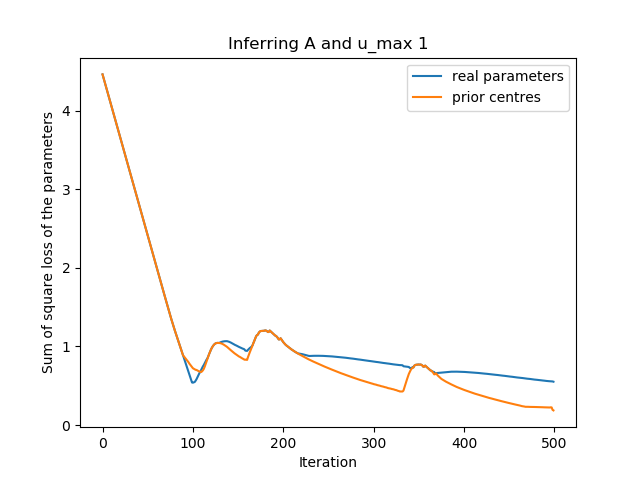 Inferring A and u_max 1
real parameters
prior centres
Sum of square loss of the parameters
4
3
2
1
0
0
100
200
300
400
500
Iteration